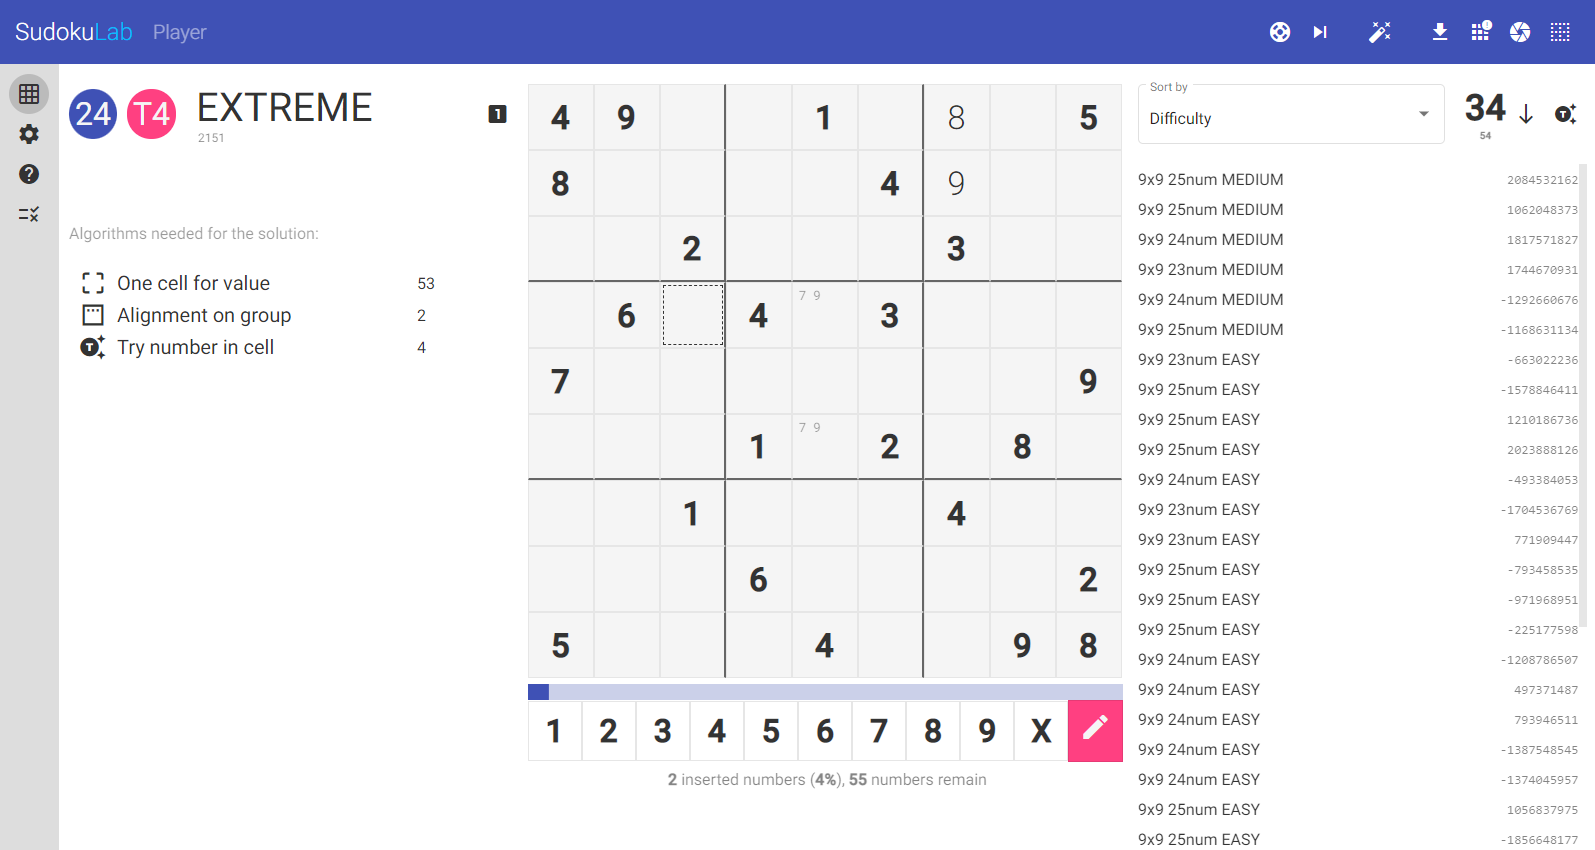 SudokuLab Player
24 T4 EXTREME
2151
1
Algorithms needed for the solution:
One cell for value 53
Alignment on group 2
T Try number in cell 4
4 9 1 8 5
8 4 9
2 3
6 4 7 9 3
7 9
1 7 9 2 8
1 4
6 2
5 4 9 8
1 2 3 4 5 6 7 8 9 X
2 inserted numbers (4%), 55 numbers remain
Sort by
Difficulty
34
54
T
9x9 25num MEDIUM 2084532162
9x9 25num MEDIUM 1062048373
9x9 24num MEDIUM 1817571827
9x9 23num MEDIUM 1744670931
9x9 24num MEDIUM -1292660676
9x9 25num MEDIUM -1168631134
9x9 23num EASY -663022236
9x9 25num EASY -1578846411
9x9 25num EASY 1210186736
9x9 25num EASY 2023888126
9x9 24num EASY -493384053
9x9 23num EASY -1704536769
9x9 23num EASY 771909447
9x9 25num EASY -793458535
9x9 25num EASY -971968951
9x9 25num EASY -225177598
9x9 24num EASY -1208786507
9x9 24num EASY 497371487
9x9 24num EASY 793946511
9x9 24num EASY -1387548545
9x9 24num EASY -1374045957
9x9 25num EASY 1056837975
9x9 25num EASY -1856648177